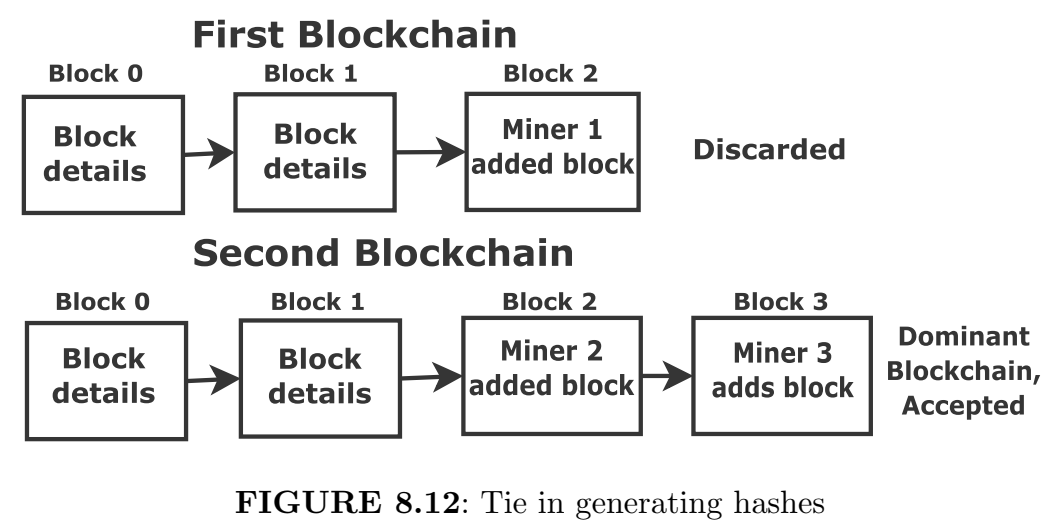 First Blockchain
Block 0
Block 1
Block 2
Block
details
Block
details
Miner 1
added block
Discarded
Second Blockchain
Block 0
Block 1
Block 2
Block 3
Block
details
Block
details
Miner 2
added block
Miner 3
adds block
Dominant
Blockchain,
Accepted
FIGURE 8.12: Tie in generating hashes